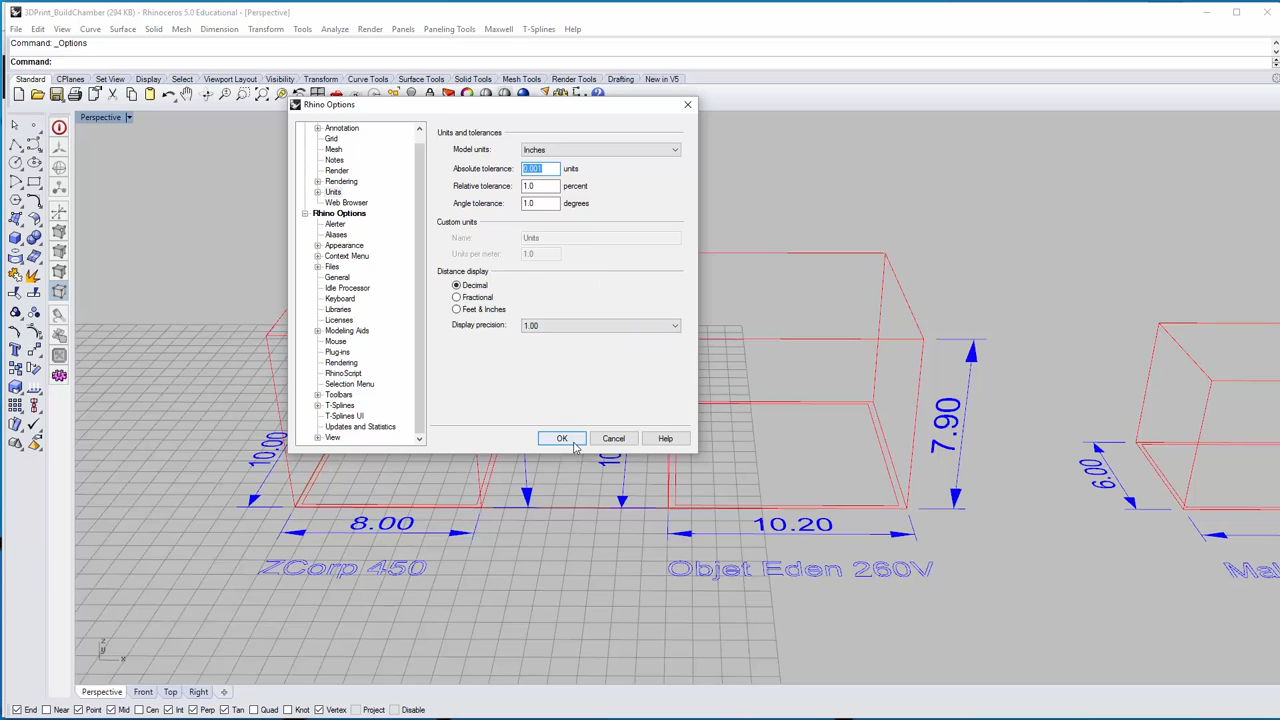 3DPrint_BuildChamber (294 KB) - Rhinoceros 5.0 Educational - [Perspective]
File Edit View Curve Surface Solid Mesh Dimension Transform Tools Analyze Render Panels Paneling Tools Maxwell T-Splines Help
Command: _Options
Command:
Standard CPlanes Set View Display Select Viewport Layout Visibility Transform Curve Tools Surface Tools Solid Tools Mesh Tools Render Tools Drafting New in V5
Perspective
Rhino Options
Annotation
Grid
Mesh
Notes
Render
Rendering
Units
Web Browser
Rhino Options
Alerter
Aliases
Appearance
Context Menu
Files
General
Idle Processor
Keyboard
Libraries
Licenses
Modeling Aids
Mouse
Plug-ins
Rendering
RhinoScript
Selection Menu
Toolbars
T-Splines
T-Splines UI
Updates and Statistics
View
Units and tolerances
Model units: Inches
Absolute tolerance: 0.001 units
Relative tolerance: 1.0 percent
Angle tolerance: 1.0 degrees
Custom units
Name: Units
Units per meter: 1.0
Distance display
Decimal
Fractional
Feet & Inches
Display precision: 1.00
OK Cancel Help
10.00
8.00
ZCorp 450
10.20
7.90
Objet Eden 260V
6.00
Perspective Front Top Right
End Near Point Mid Cen Int Perp Tan Quad Knot Vertex Project Disable